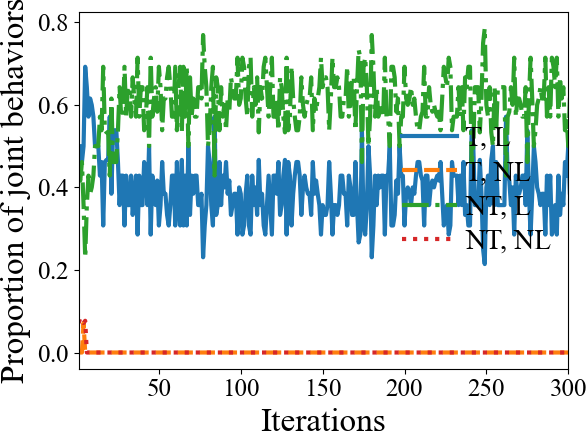 Proportion of joint behaviors
0.8
0.6
0.4
0.2
0.0
T, L
T, NL
NT, L
NT, NL
50
100
150
200
250
300
Iterations